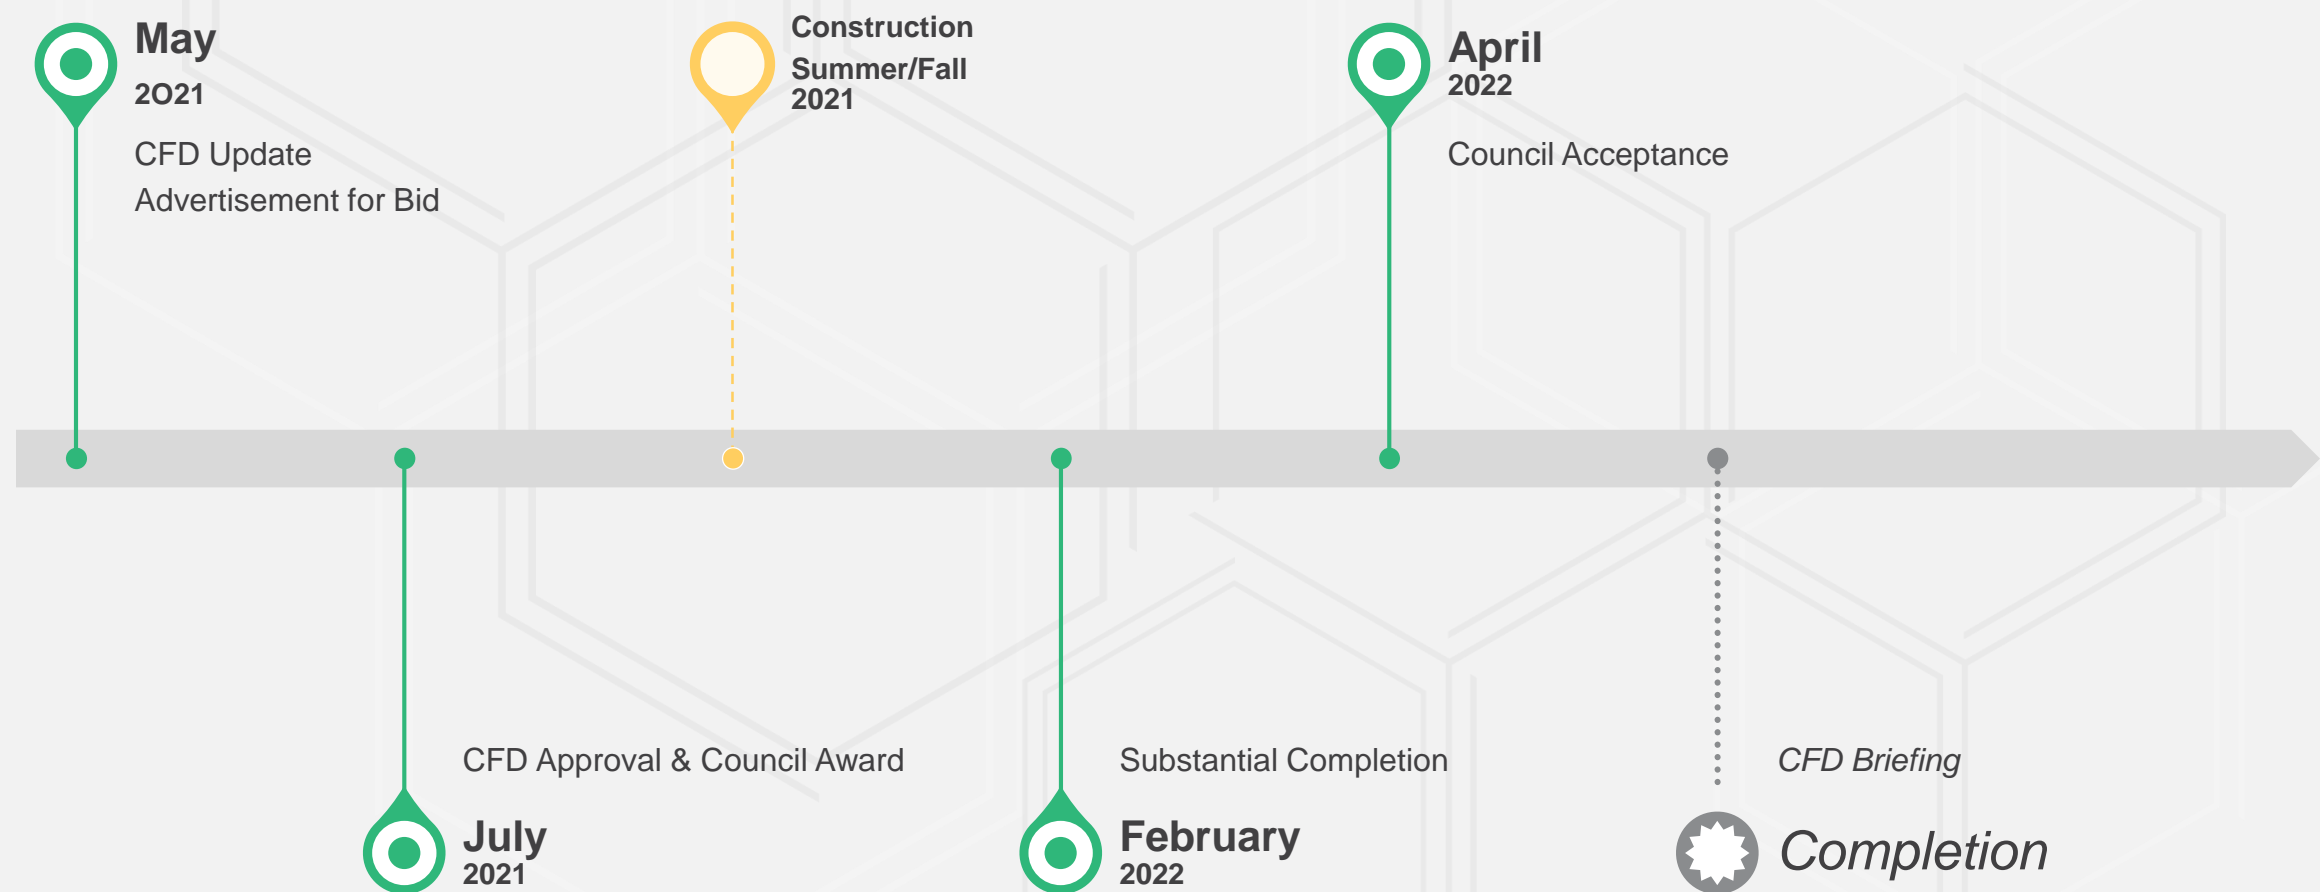 May
2O21
CFD Update
Advertisement for Bid
Construction
Summer/Fall
2021
April
2022
Council Acceptance
CFD Approval & Council Award
July
2021
Substantial Completion
February
2022
CFD Briefing
Completion